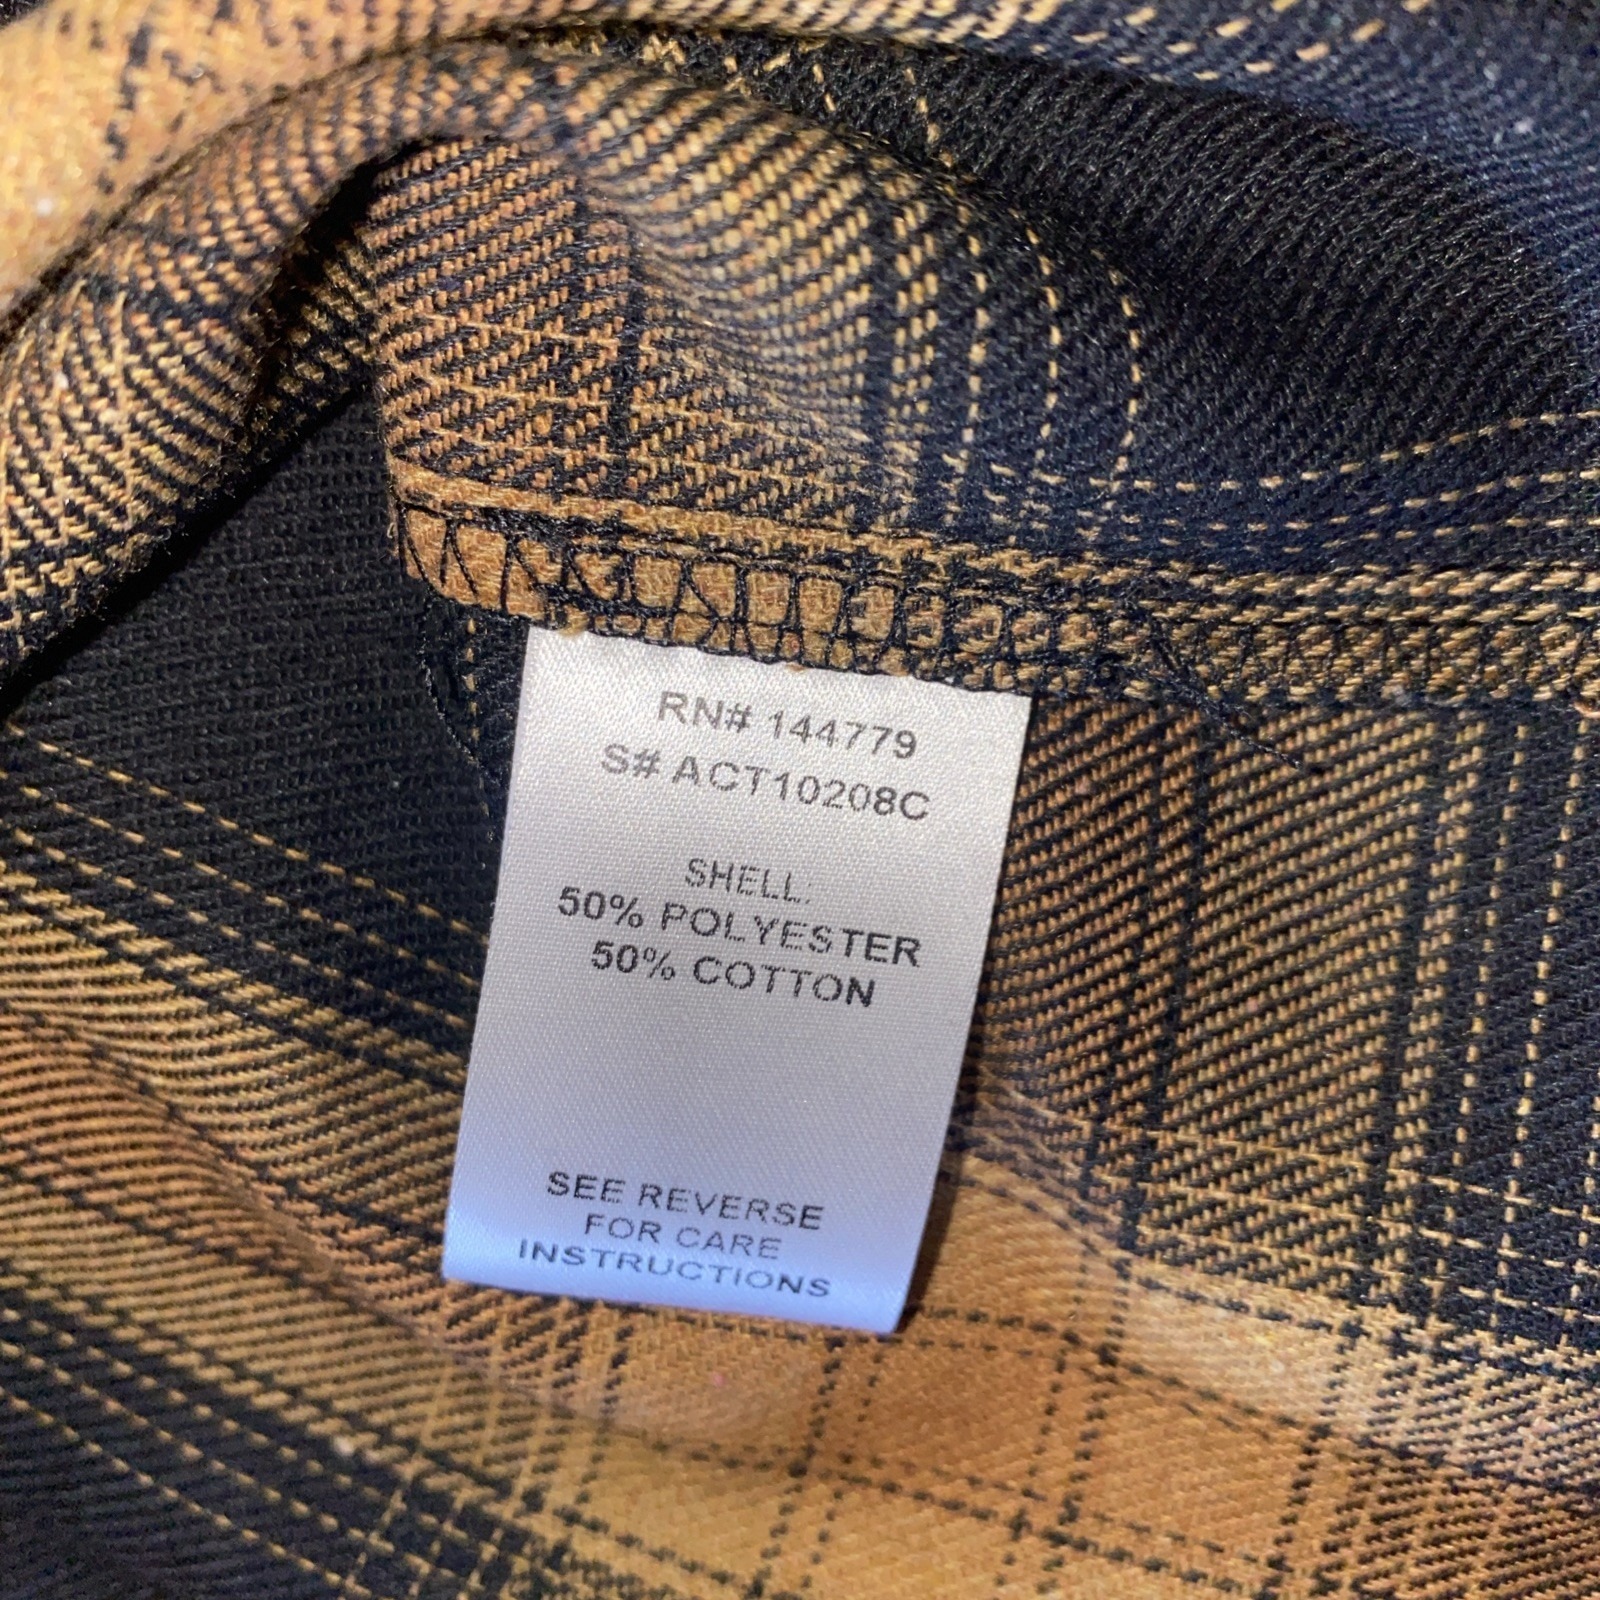 RN# 144779
S# ACT10208C
SHELL:
50% POLYESTER
50% COTTON
SEE REVERSE
FOR CARE
INSTRUCTIONS